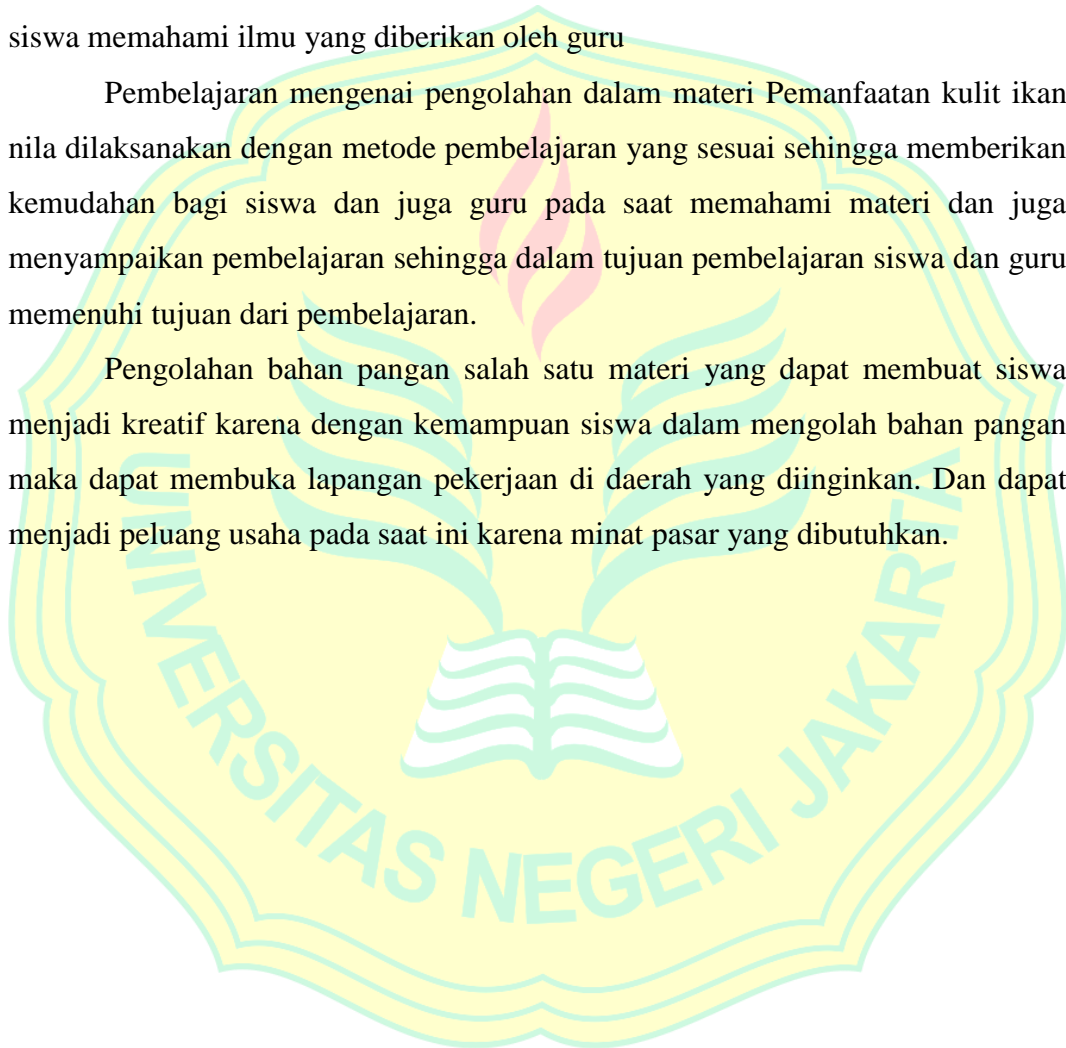 siswa memahami ilmu yang diberikan oleh guru
Pembelajaran mengenai pengolahan dalam materi Pemanfaatan kulit ikan
nila dilaksanakan dengan metode pembelajaran yang sesuai sehingga memberikan
kemudahan bagi siswa dan juga guru pada saat memahami materi dan juga
menyampaikan pembelajaran sehingga dalam tujuan pembelajaran siswa dan guru
memenuhi tujuan dari pembelajaran.
Pengolahan bahan pangan salah satu materi yang dapat membuat siswa
menjadi kreatif karena dengan kemampuan siswa dalam mengolah bahan pangan
maka dapat membuka lapangan pekerjaan di daerah yang diinginkan. Dan dapat
menjadi peluang usaha pada saat ini karena minat pasar yang dibutuhkan.
UNIVERSITAS NEGERI JAKARTA